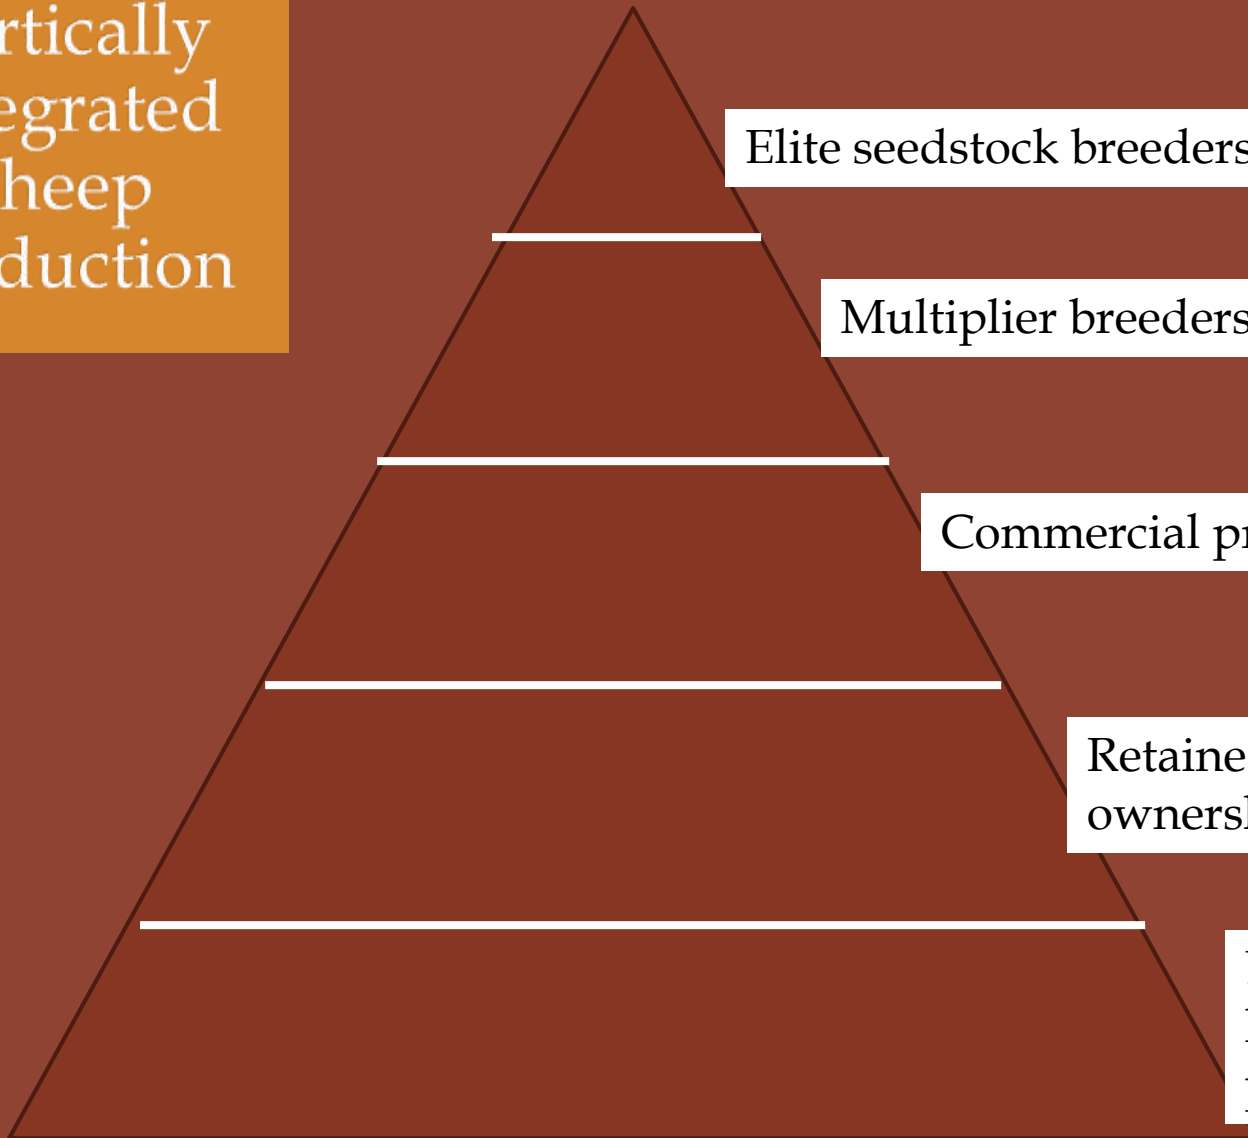 rtically
egrated
heep
duction
Elite seedstock breeders
Multiplier breeders
Commercial pr
Retaine
ownersh